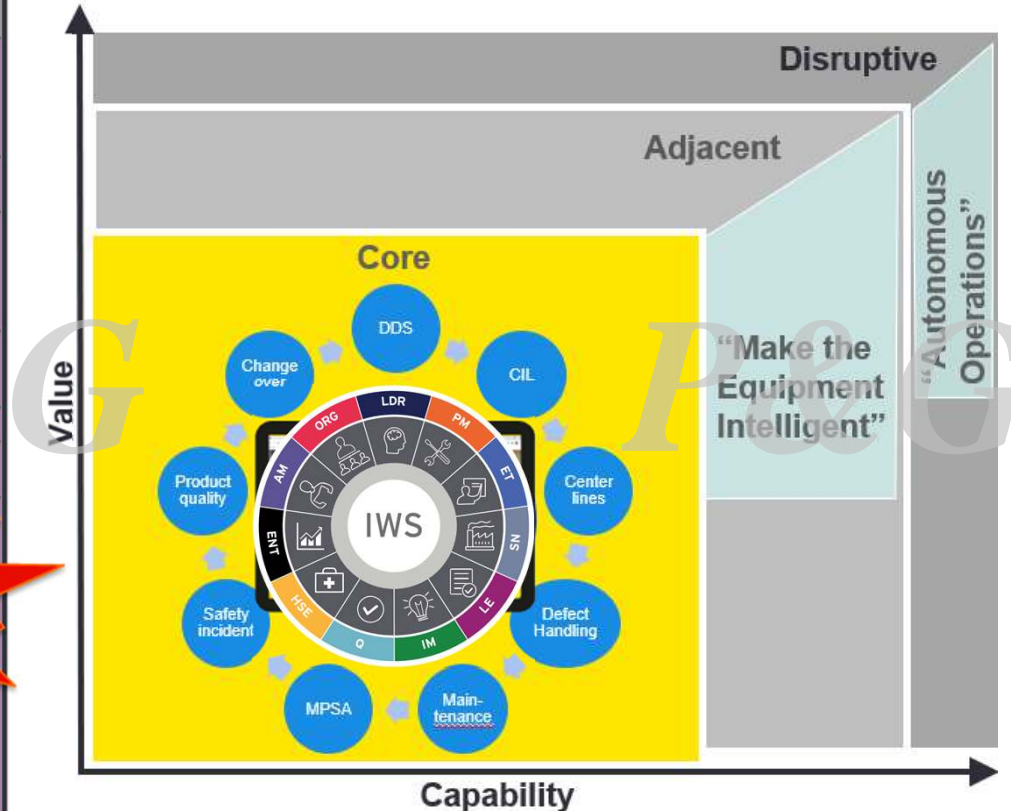 Disruptive
Adjacent
Core
DDS
CIL
Center
lines
Defect
Handling
Main-
tenance
MPSA
Safety
incident
Product
quality
Change
over
LDR
PM
ET
SN
LE
IM
Q
HSE
ENT
AM
ORG
IWS
“Make the
Equipment
Intelligent”
“Autonomous
Operations”
G
P&G
Value
Capability